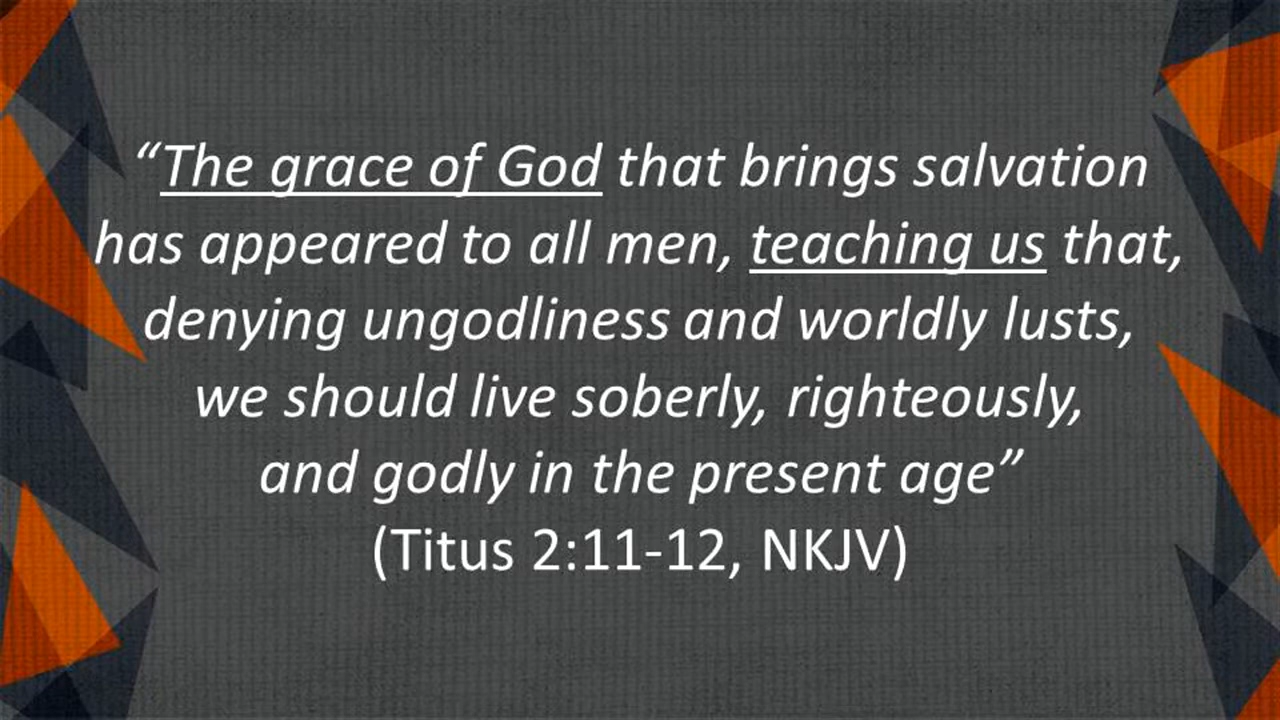 “The grace of God that brings salvation
has appeared to all men, teaching us that,
denying ungodliness and worldly lusts,
we should live soberly, righteously,
and godly in the present age”
(Titus 2:11-12, NKJV)